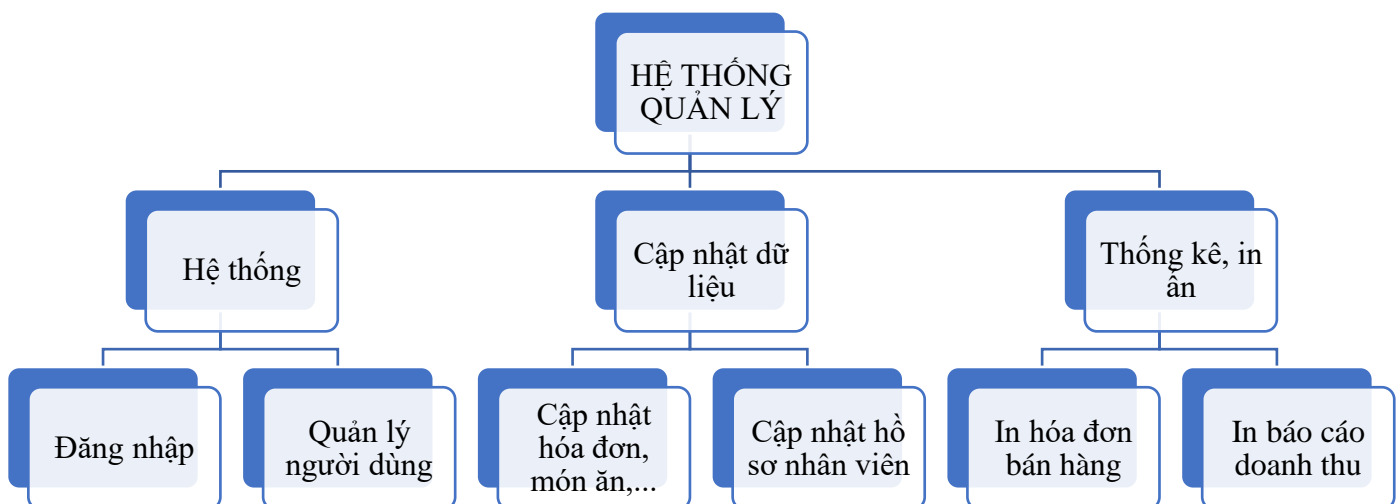 HỆ THỐNG
QUẢN LÝ
Hệ thống
Cập nhật dữ
liệu
Thống kê, in
ấn
Đăng nhập
Quản lý
người dùng
Cập nhật
hóa đơn,
món ăn,...
Cập nhật hồ
sơ nhân viên
In hóa đơn
bán hàng
In báo cáo
doanh thu